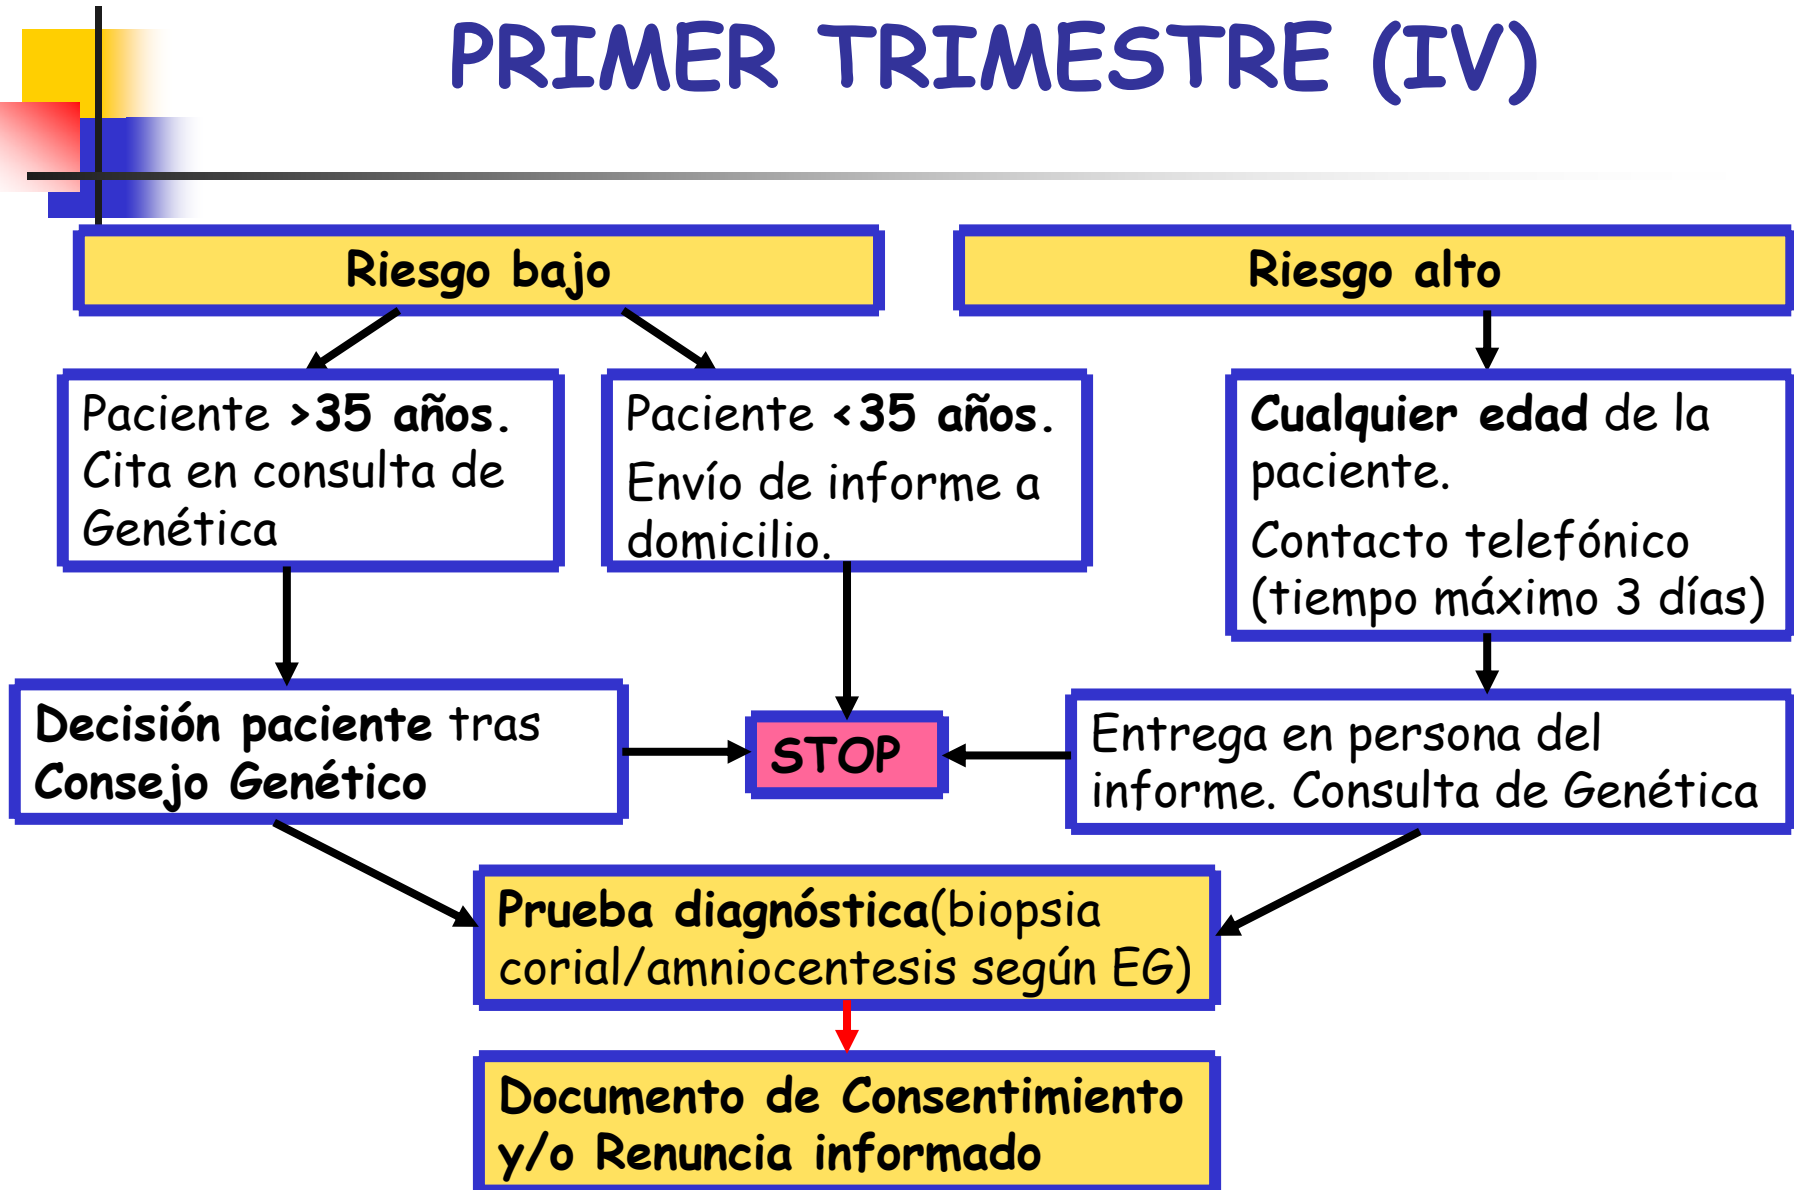 PRIMER TRIMESTRE (IV)
Riesgo bajo
Riesgo alto
Paciente >35 años.
Cita en consulta de
Genética
Paciente <35 años.
Envío de informe a
domicilio.
Cualquier edad de la
paciente.
Contacto telefónico
(tiempo máximo 3 días)
Decisión paciente tras
Consejo Genético
STOP
Entrega en persona del
informe. Consulta de Genética
Prueba diagnóstica(biopsia
corial/amniocentesis según EG)
Documento de Consentimiento
y/o Renuncia informado